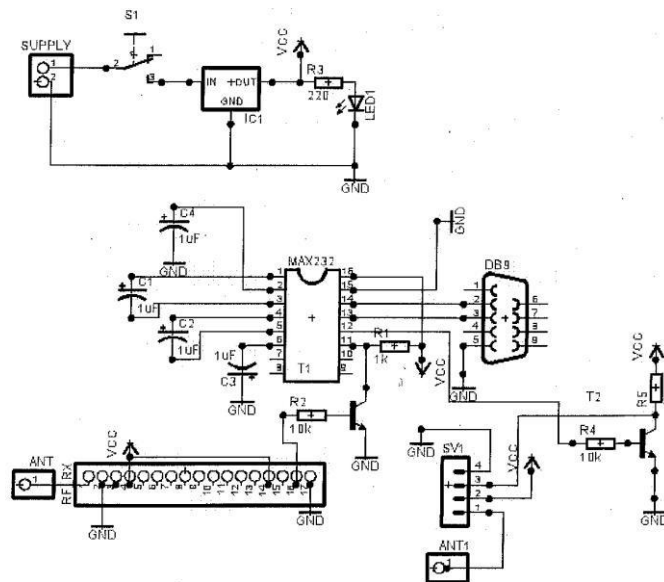 S1
SUPPLY
1
2
2
1
3
IN
+OUT
GND
IC1
VCC
R3
220
LED1
GND
C4
1uF
GND
MAX232
GND
DB9
C1
1uF
C2
1uF
1uF
C3
GND
1
2
3
4
5
6
7
8
16
15
14
13
12
11
10
9
T1
R1
1k
VCC
1
2
3
4
5
6
7
8
9
GND
R2
10k
GND
VCC
R5
T2
R4
10k
GND
GND
SV1
4
3
2
1
VCC
ANT1
1
ANT
1
RF RX
VCC
GND
GND